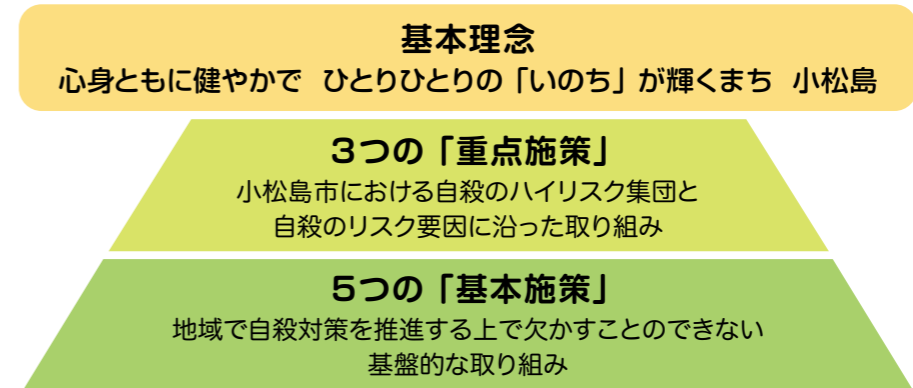 基本理念
心身ともに健やかで ひとりひとりの「いのち」が輝くまち 小松島
3つの「重点施策」
小松島市における自殺のハイリスク集団と
自殺のリスク要因に沿った取り組み
5つの「基本施策」
地域で自殺対策を推進する上で欠かすことのできない
基盤的な取り組み